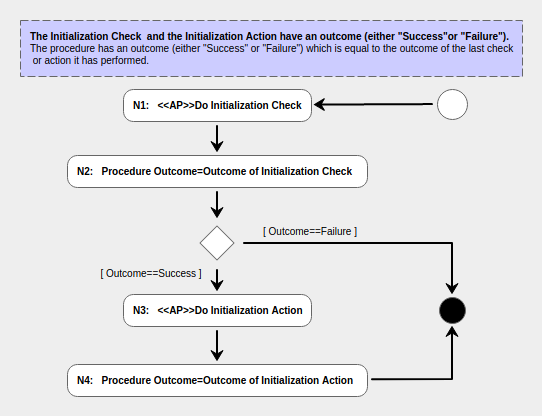 The Initialization Check  and the Initialization Action have an outcome (either "Success"or "Failure").
The procedure has an outcome (either "Success" or "Failure") which is equal to the outcome of the last check
or action it has performed.
N1:   <<AP>>Do Initialization Check
N2:   Procedure Outcome=Outcome of Initialization Check
[ Outcome==Failure ]
[ Outcome==Success ]
N3:   <<AP>>Do Initialization Action
N4:   Procedure Outcome=Outcome of Initialization Action